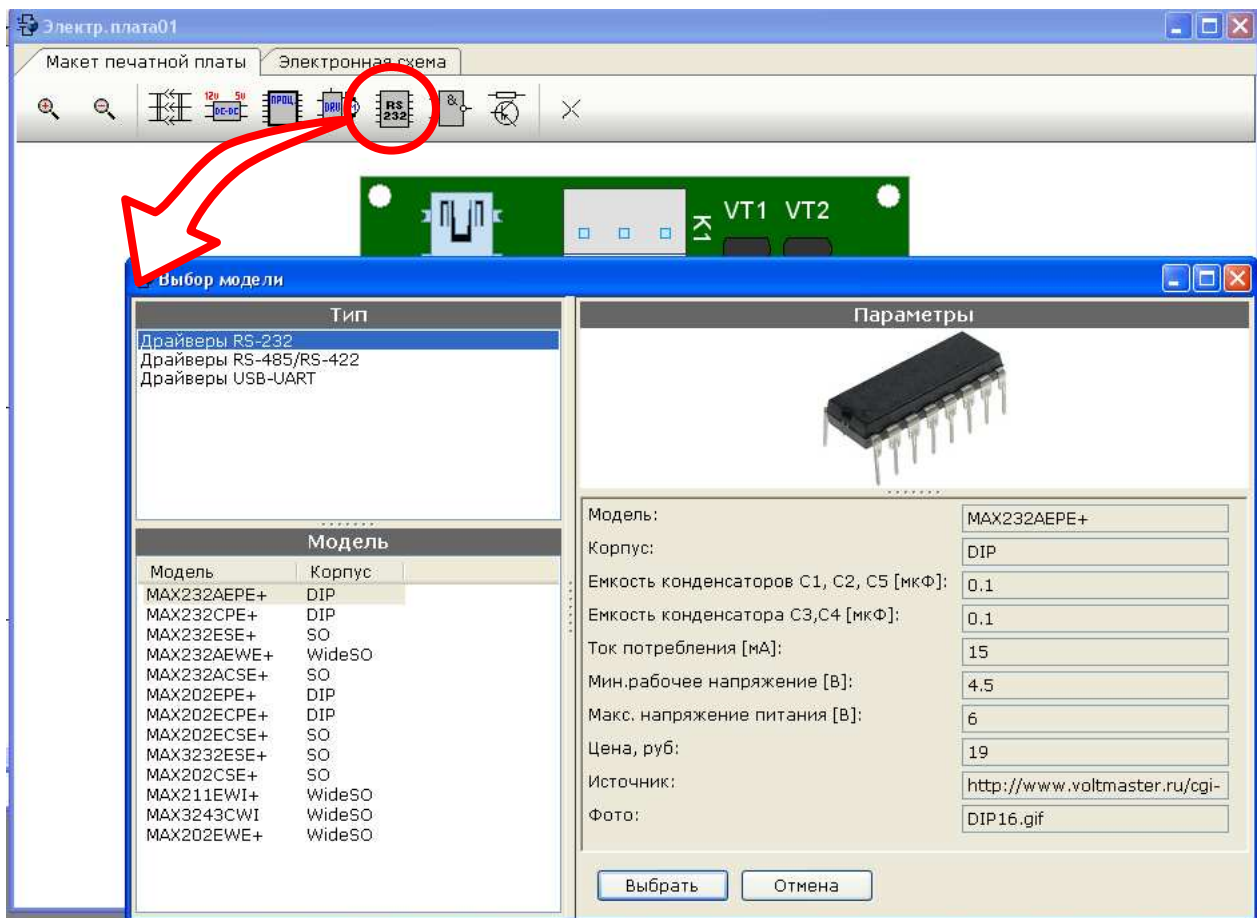 Электр.плата01
Макет печатной платы
Электронная схема
12v 5v
DC-DC
ПРОЦ
RS
232
&
K1
VT1 VT2
Выбор модели
Тип
Драйверы RS-232
Драйверы RS-485/RS-422
Драйверы USB-UART
Модель
Модель Корпус
MAX232AEPE+ DIP
MAX232CPE+ DIP
MAX232ESE+ SO
MAX232AEWE+ WideSO
MAX232ACSE+ SO
MAX202EPE+ DIP
MAX202ECPE+ DIP
MAX202ECSE+ SO
MAX3232ESE+ SO
MAX202CSE+ SO
MAX211EWI+ WideSO
MAX3243CWI WideSO
MAX202EWE+ WideSO
Параметры
Модель: MAX232AEPE+
Корпус: DIP
Емкость конденсаторов C1, C2, C5 [мкФ]: 0.1
Емкость конденсатора C3,C4 [мкФ]: 0.1
Ток потребления [мА]: 15
Мин.рабочее напряжение [В]: 4.5
Макс. напряжение питания [В]: 6
Цена, руб: 19
Источник: http://www.voltmaster.ru/cgi-
Фото: DIP16.gif
Выбрать Отмена